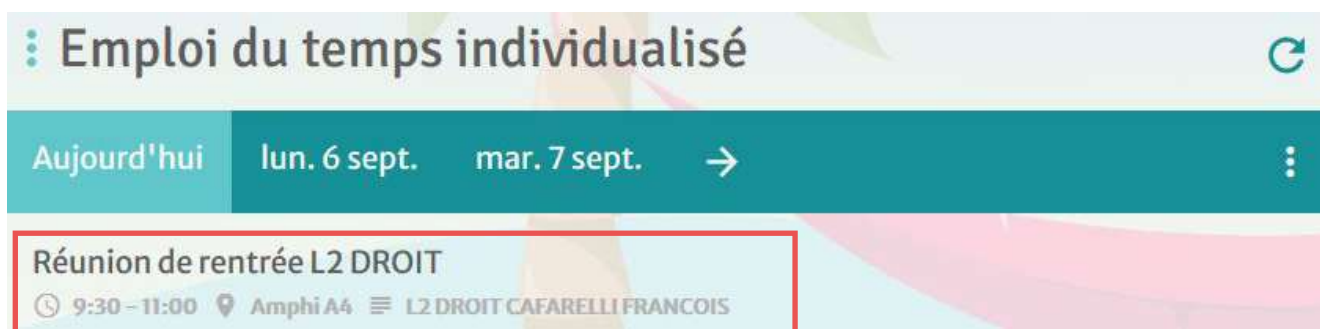 Emploi du temps individualisé
Aujourd'hui lun. 6 sept. mar. 7 sept.
Réunion de rentrée L2 DROIT
9:30 – 11:00 Amphi A4 L2 DROIT CAFARELLI FRANCOIS